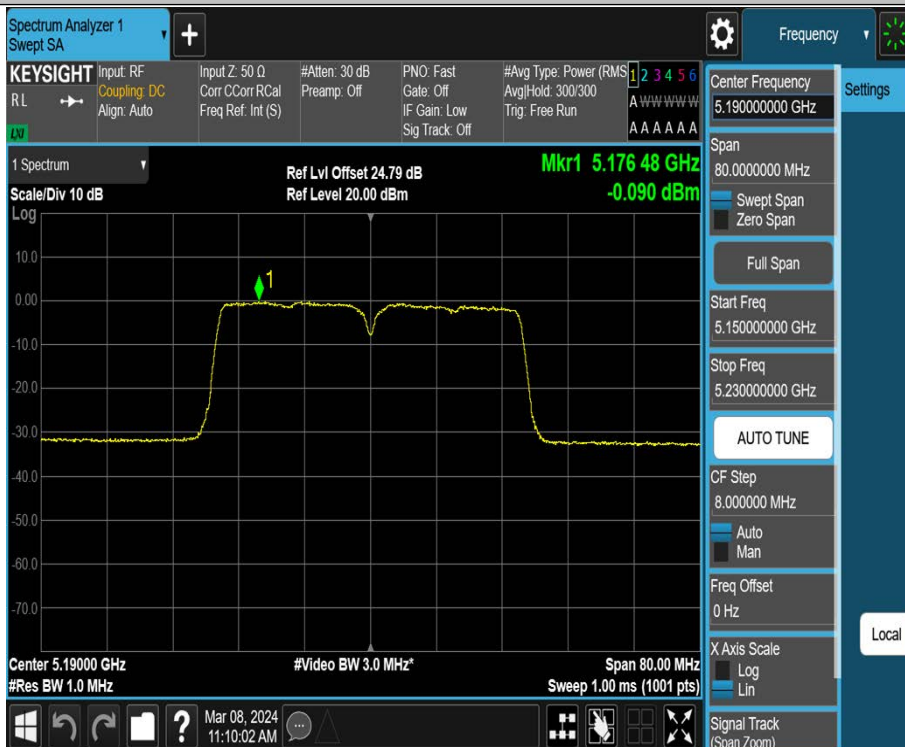 Spectrum Analyzer 1
Swept SA
+
Frequency
KEYSIGHT
RL
LXI
Input: RF
Coupling: DC
Align: Auto
Input Z: 50 Ω
Corr CCorr RCal
Freq Ref: Int (S)
#Atten: 30 dB
Preamp: Off
PNO: Fast
Gate: Off
IF Gain: Low
Sig Track: Off
#Avg Type: Power (RMS
Avg|Hold: 300/300
Trig: Free Run
1 2 3 4 5 6
A W W W W W
A A A A A A
1 Spectrum
Scale/Div 10 dB
Log
Ref Lvl Offset 24.79 dB
Ref Level 20.00 dBm
Mkr1 5.176 48 GHz
-0.090 dBm
10.0
0.00
-10.0
-20.0
-30.0
-40.0
-50.0
-60.0
-70.0
1
Center 5.19000 GHz
#Res BW 1.0 MHz
#Video BW 3.0 MHz*
Span 80.00 MHz
Sweep 1.00 ms (1001 pts)
?
Mar 08, 2024
11:10:02 AM
Center Frequency
5.190000000 GHz
Span
80.0000000 MHz
Swept Span
Zero Span
Full Span
Start Freq
5.150000000 GHz
Stop Freq
5.230000000 GHz
AUTO TUNE
CF Step
8.000000 MHz
Auto
Man
Freq Offset
0 Hz
X Axis Scale
Log
Lin
Signal Track
(Span Zoom)
Settings
Local